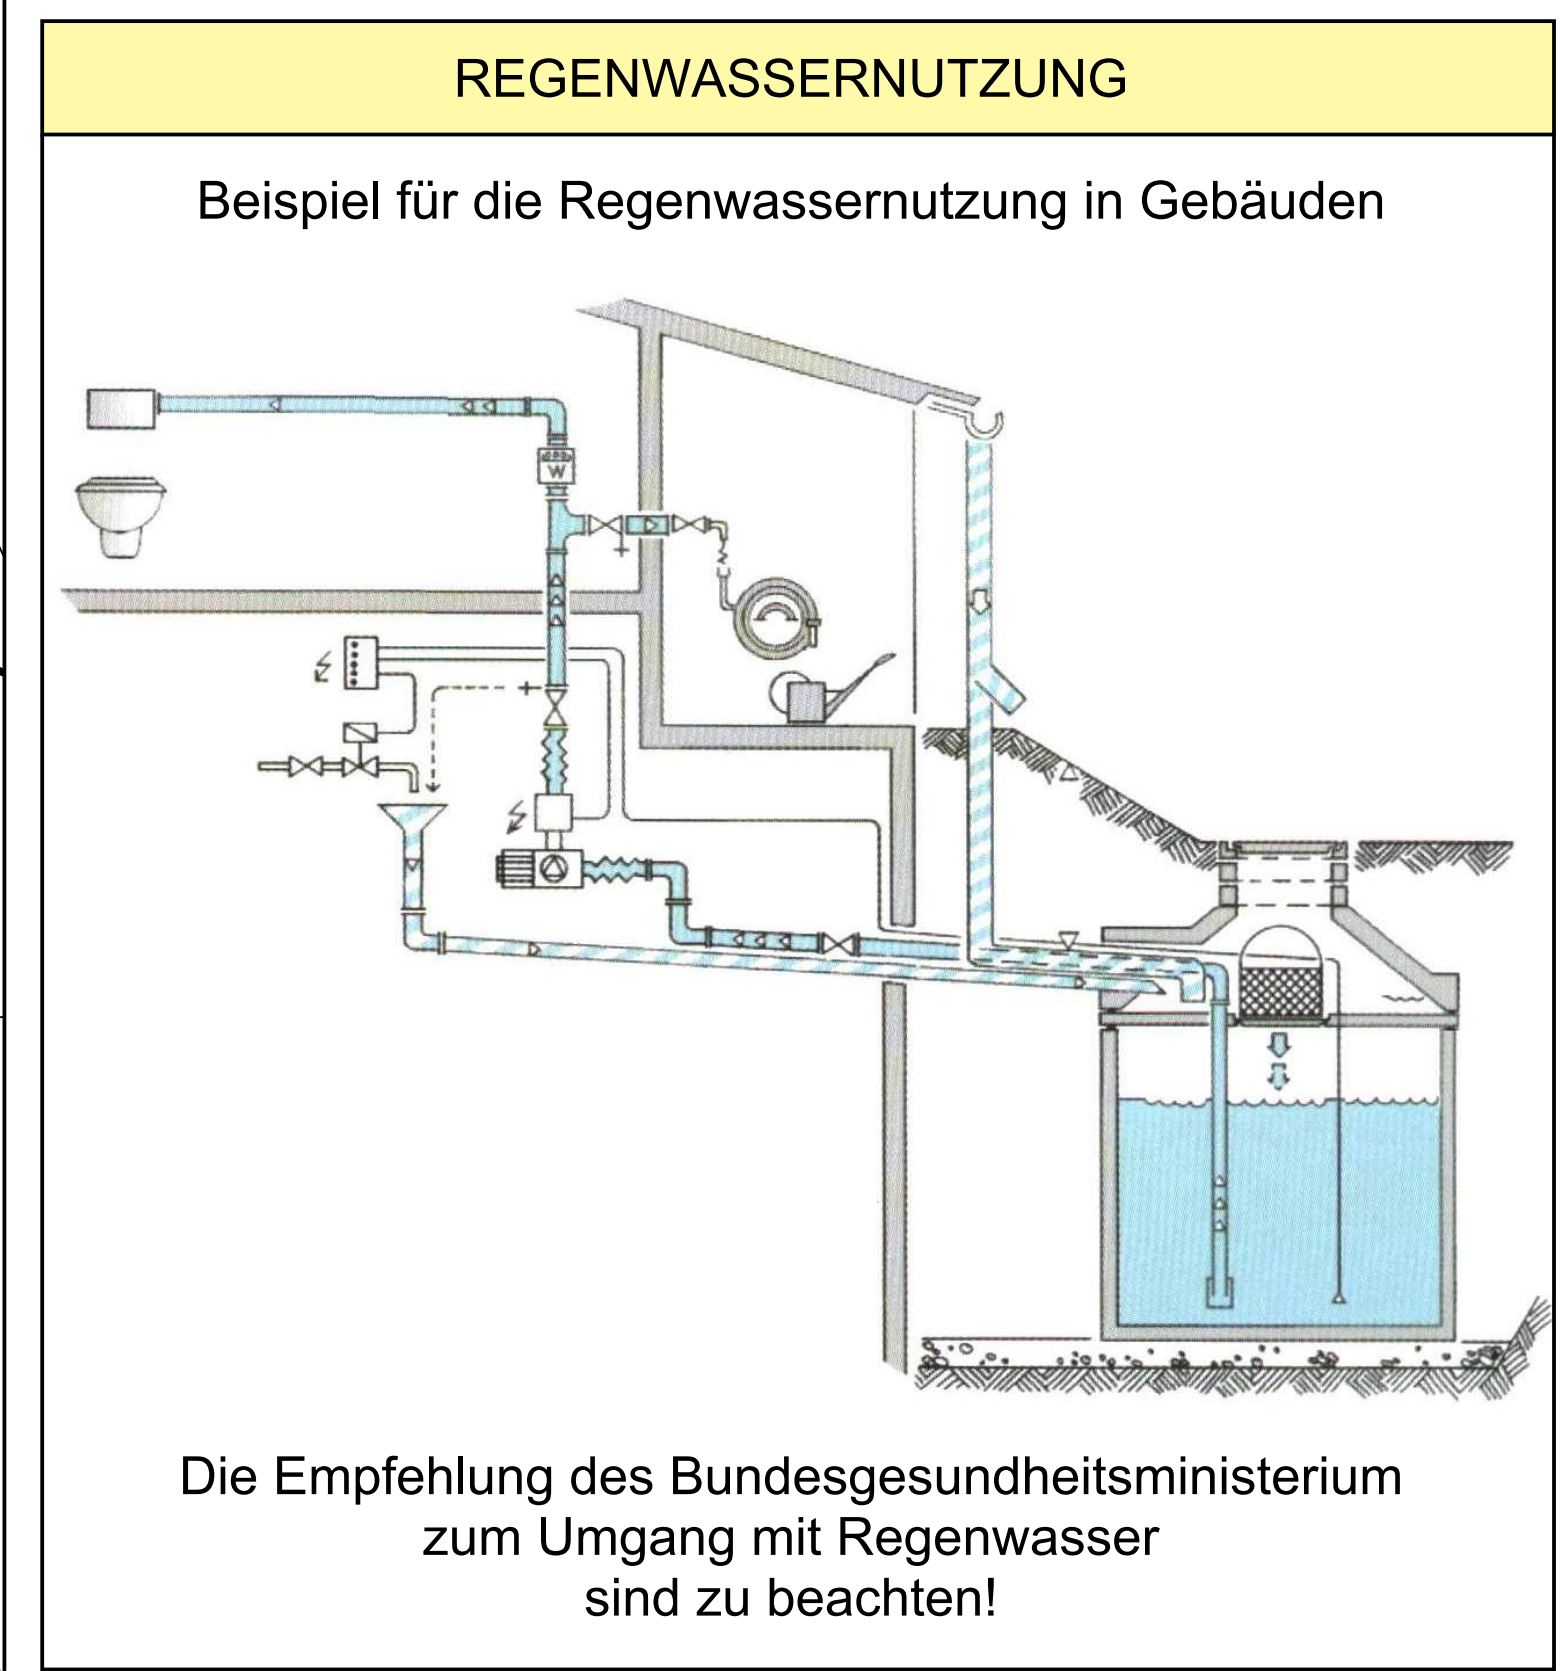 REGENWASSERNUTZUNG
Beispiel für die Regenwassernutzung in Gebäuden
W
Die Empfehlung des Bundesgesundheitsministerium
zum Umgang mit Regenwasser
sind zu beachten!